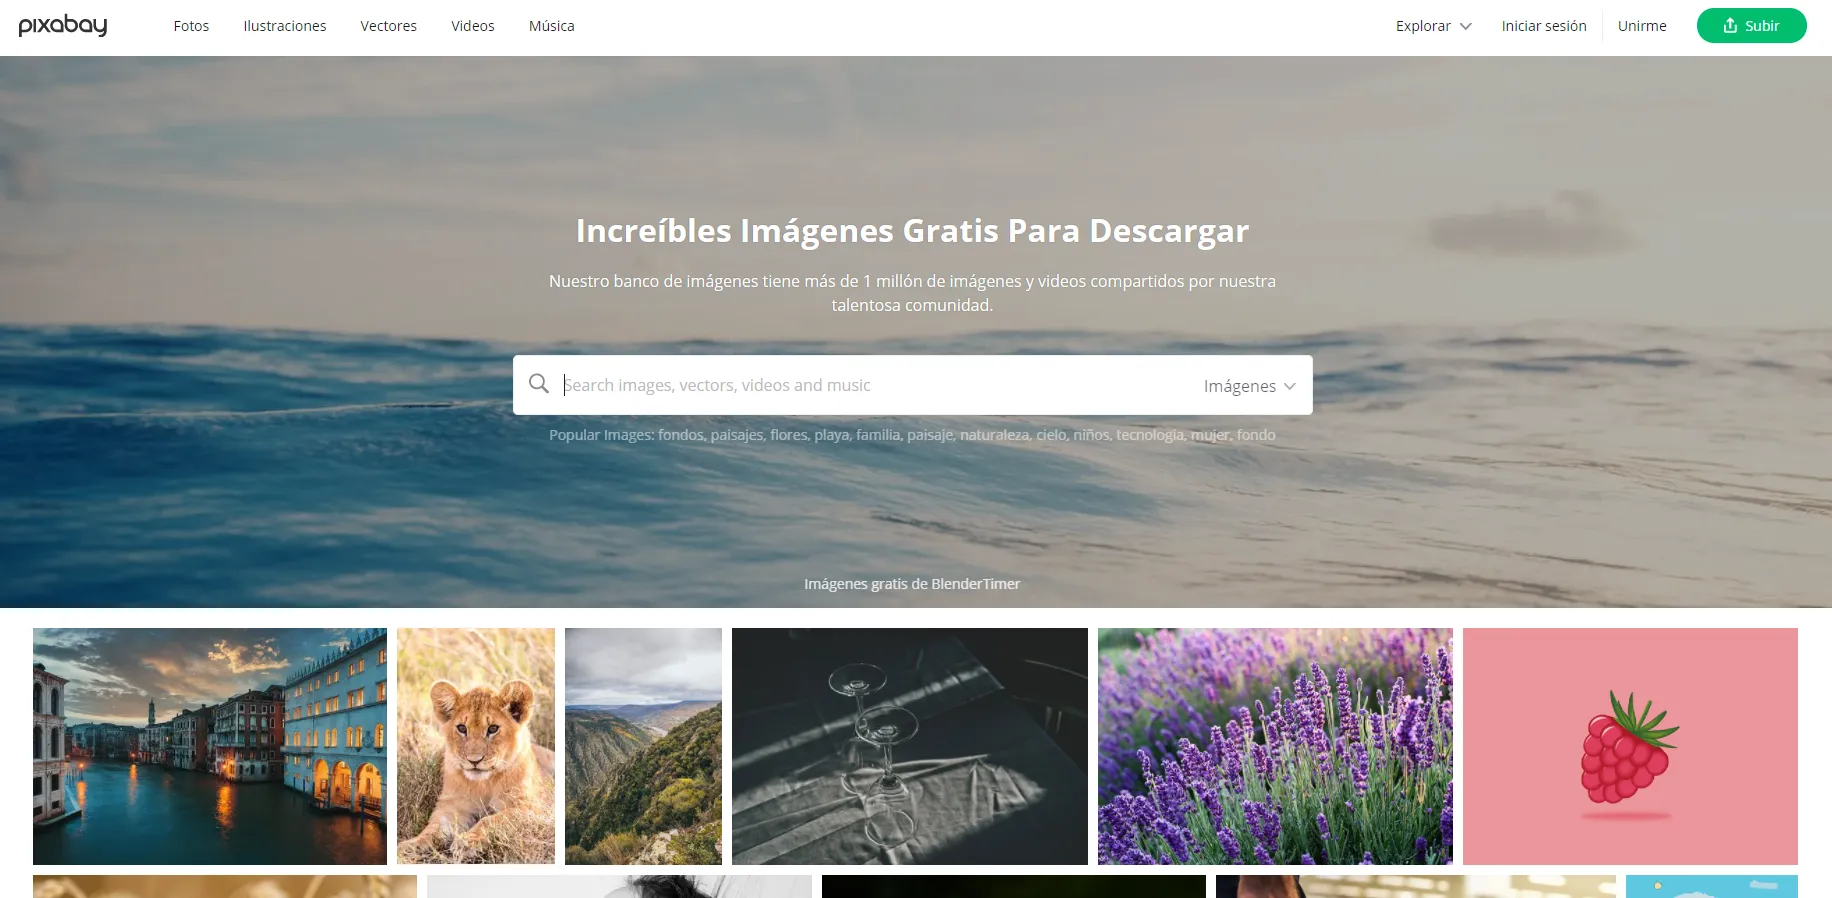 pixabay
Fotos
Ilustraciones
Vectores
Videos
Música
Explorar
Iniciar sesión
Unirme
Subir
Increíbles Imágenes Gratis Para Descargar
Nuestro banco de imágenes tiene más de 1 millón de imágenes y videos compartidos por nuestra
talentosa comunidad.
Search images, vectors, videos and music
Imágenes
Popular Images: fondos, paisajes, flores, playa, familia, paisaje, naturaleza, cielo, niños, tecnologia, mujer, fondo
Imágenes gratis de BlenderTimer